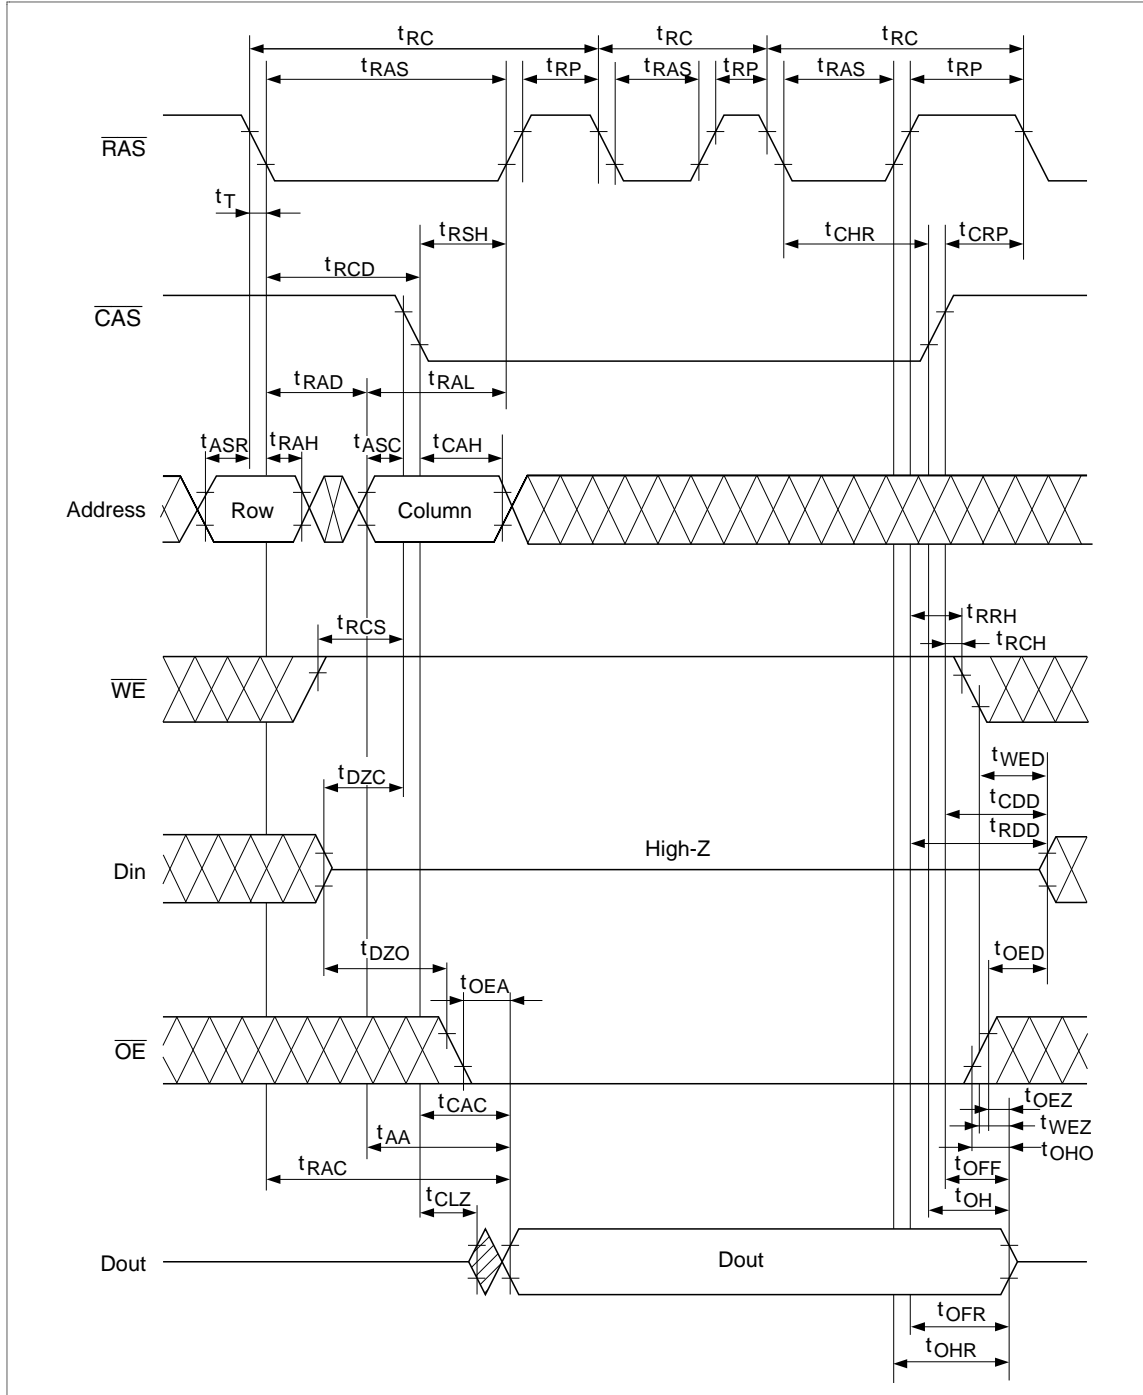 tRC tRC tRC
tRAS tRP tRAS tRP tRAS tRP
RAS
tT
tRSH tCHR tCRP
tRCD
CAS
tRAD tRAL
tASR tRAH tASC tCAH
Address Row Column
tRRH
tRCS tRCH
WE
tWED
tDZC
tCDD
tRDD
High-Z
Din
tDZO tOED
tOEA
OE
tOEZ
tCAC
tWEZ
tAA
tOHO
tRAC tOFF
tCLZ tOH
Dout Dout
tOFR
tOHR